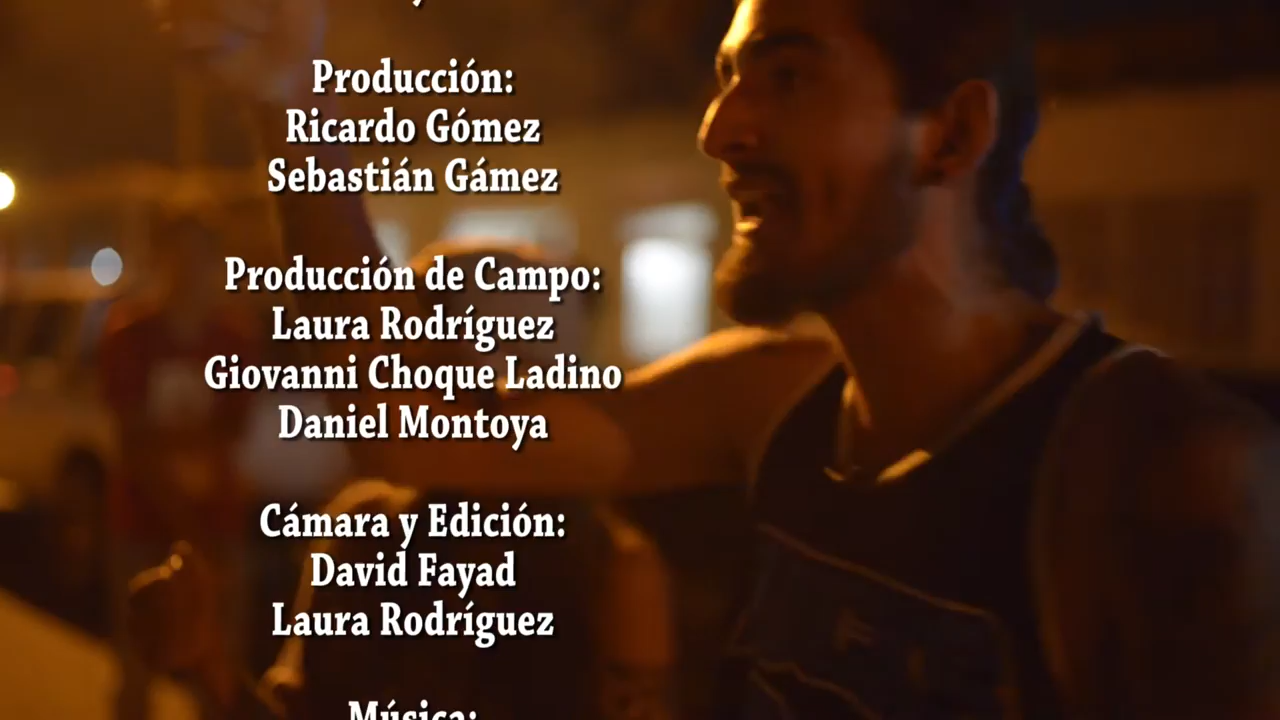 Producción:
Ricardo Gómez
Sebastián Gámez
Producción de Campo:
Laura Rodríguez
Giovanni Choque Ladino
Daniel Montoya
Cámara y Edición:
David Fayad
Laura Rodríguez
Música: